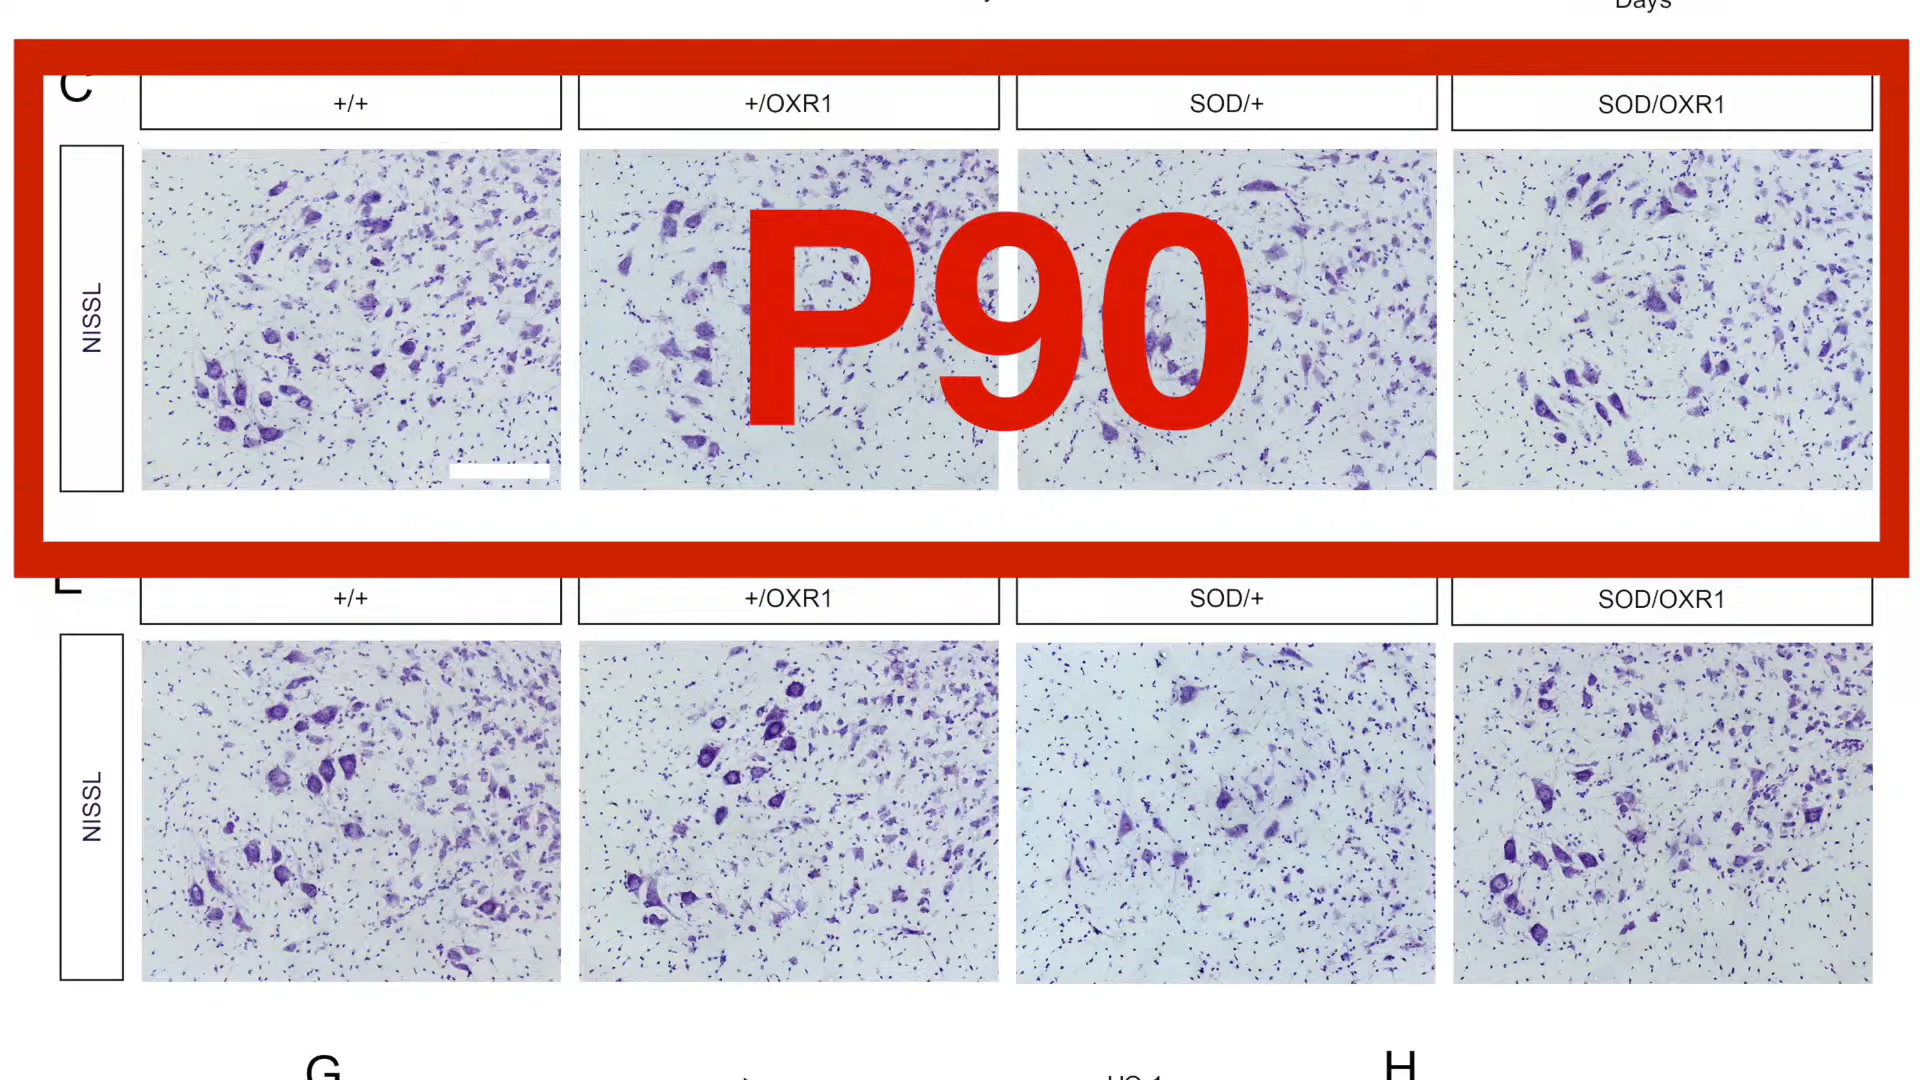 Days
C
+/+
+/OXR1
SOD/+
SOD/OXR1
NISSL
P90
+/+
+/OXR1
SOD/+
SOD/OXR1
NISSL
G
H